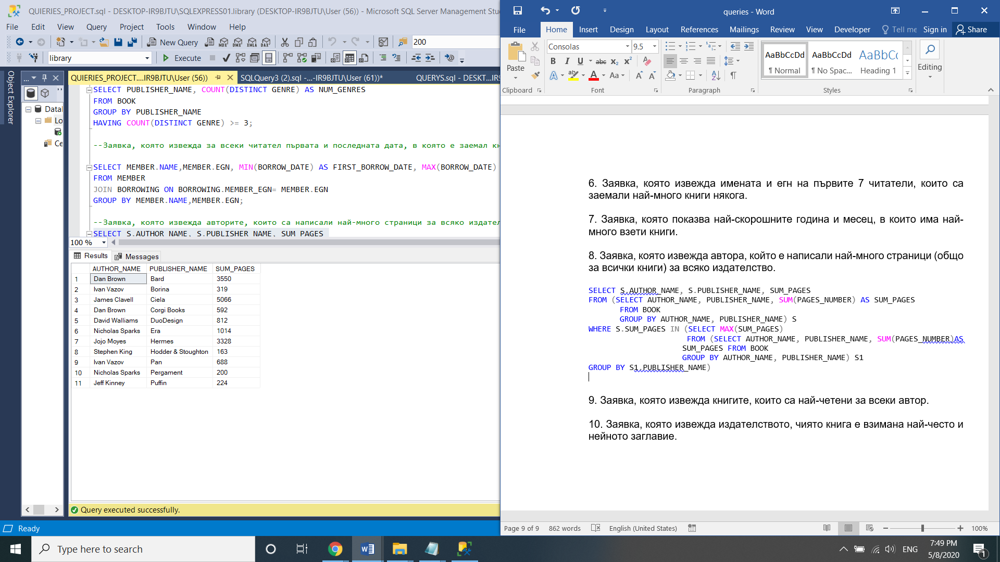 QUIERIES_PROJECT.sql - DESKTOP-IR9BJTU\SQLEXPRESS01.library (DESKTOP-IR9BJTU\User (56)) - Microsoft SQL Server Management Stu
File Edit View Query Project Tools Window Help
New Query
200
library
Execute
Object Explorer
QUIERIES_PROJECT....IR9BJTU\User (56))
SQLQuery3 (2).sql -...-IR9BJTU\User (61))*
QUERYS.sql - DESKT...IR9
...
Datal
Lo
Ce
SELECT PUBLISHER_NAME, COUNT(DISTINCT GENRE) AS NUM_GENRES
FROM BOOK
GROUP BY PUBLISHER_NAME
HAVING COUNT(DISTINCT GENRE) >= 3;
--Заявка, която извежда за всеки читател първата и последната дата, в която е заемал кн
SELECT MEMBER.NAME,MEMBER.EGN, MIN(BORROW_DATE) AS FIRST_BORROW_DATE, MAX(BORROW_DATE)
FROM MEMBER
JOIN BORROWING ON BORROWING.MEMBER_EGN= MEMBER.EGN
GROUP BY MEMBER.NAME,MEMBER.EGN;
--Заявка, която извежда авторите, които са написали най-много страници за всяко издател
SELECT S.AUTHOR_NAME, S.PUBLISHER_NAME, SUM_PAGES
100 %
Results Messages
AUTHOR_NAME PUBLISHER_NAME SUM_PAGES
1 Dan Brown Bard 3550
2 Ivan Vazov Borina 319
3 James Clavell Ciela 5066
4 Dan Brown Corgi Books 592
5 David Walliams DuoDesign 812
6 Nicholas Sparks Era 1014
7 Jojo Moyes Hermes 3328
8 Stephen King Hodder & Stoughton 163
9 Ivan Vazov Pan 688
10 Nicholas Sparks Pergament 200
11 Jeff Kinney Puffin 224
Query executed successfully.
Ready
queries - Word
File Home Insert Design Layout References Mailings Review View Developer Tell me Sign in Share
Paste
Consolas 9.5
B I U abc x₂ x²
A aby A Aa A A
AaBbCcDd AaBbCcDd AaBbCc
¶ Normal ¶ No Spac... Heading 1
Editing
Clipboard Font Paragraph Styles
6. Заявка, която извежда имената и егн на първите 7 читатели, които са
заемали най-много книги някога.
7. Заявка, която показва най-скорошните година и месец, в които има най-
много взети книги.
8. Заявка, която извежда автора, който е написали най-много страници (общо
за всички книги) за всяко издателство.
SELECT S.AUTHOR_NAME, S.PUBLISHER_NAME, SUM_PAGES
FROM (SELECT AUTHOR_NAME, PUBLISHER_NAME, SUM(PAGES_NUMBER) AS SUM_PAGES
FROM BOOK
GROUP BY AUTHOR_NAME, PUBLISHER_NAME) S
WHERE S.SUM_PAGES IN (SELECT MAX(SUM_PAGES)
FROM (SELECT AUTHOR_NAME, PUBLISHER_NAME, SUM(PAGES_NUMBER)AS
SUM_PAGES FROM BOOK
GROUP BY AUTHOR_NAME, PUBLISHER_NAME) S1
GROUP BY S1.PUBLISHER_NAME)
9. Заявка, която извежда книгите, които са най-четени за всеки автор.
10. Заявка, която извежда издателството, чиято книга е взимана най-често и
нейното заглавие.
Page 9 of 9 862 words English (United States) 100%
Type here to search
ENG
7:49 PM
5/8/2020
1